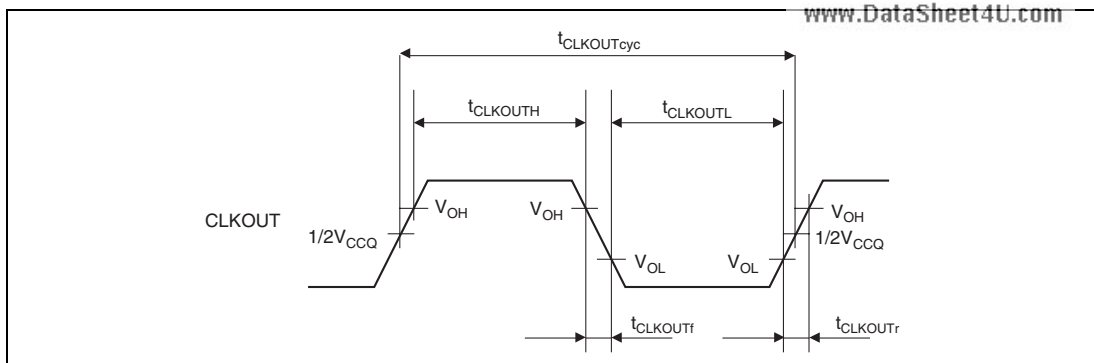 www.DataSheet4U.com
tCLKOUTcyc
tCLKOUTH
tCLKOUTL
CLKOUT
VOH
VOH
VOH
1/2VCCQ
1/2VCCQ
VOL
VOL
tCLKOUTf
tCLKOUTr